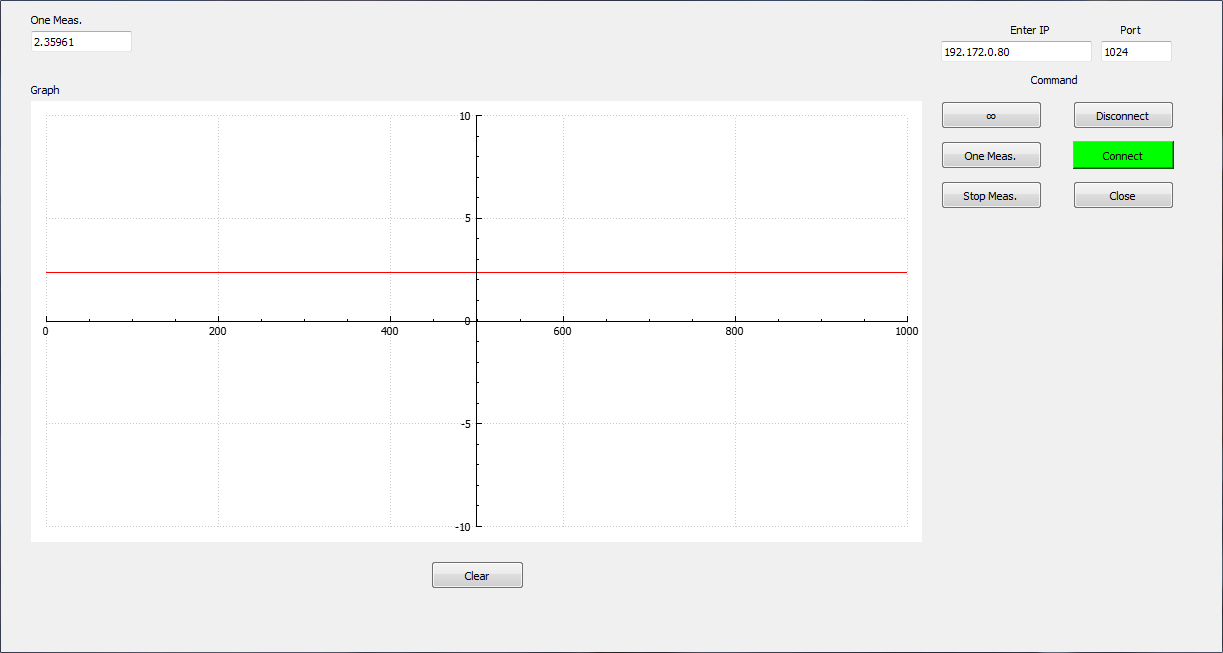 One Meas.
2.35961
Enter IP
Port
192.172.0.80
1024
Command
Graph
∞
Disconnect
One Meas.
Connect
Stop Meas.
Close
10
5
0
0
200
400
600
800
1000
-5
-10
Clear